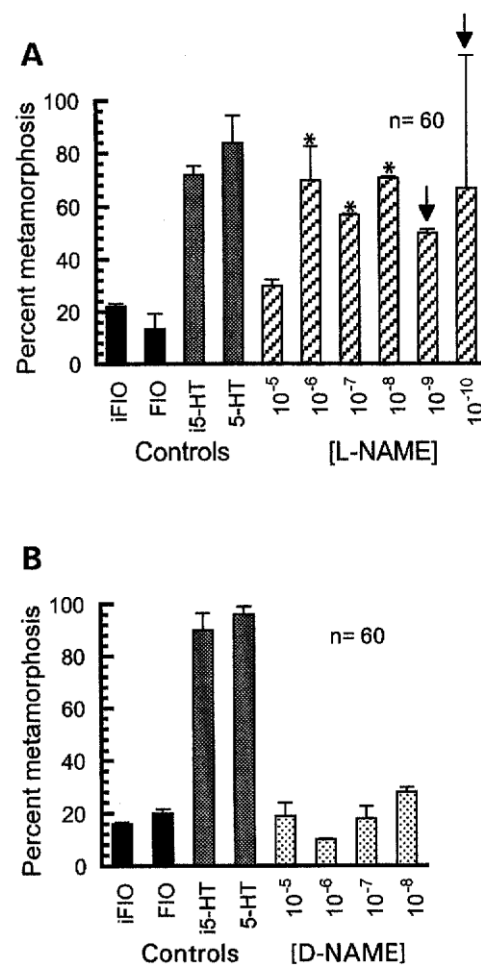 A
Percent metamorphosis
100
80
60
40
20
0
n= 60
*
*
*
iFIO
FIO
i5-HT
5-HT
10⁻⁵
10⁻⁶
10⁻⁷
10⁻⁸
10⁻⁹
10⁻¹⁰
Controls
[L-NAME]
B
Percent metamorphosis
100
80
60
40
20
0
n= 60
iFIO
FIO
i5-HT
5-HT
10⁻⁵
10⁻⁶
10⁻⁷
10⁻⁸
Controls
[D-NAME]